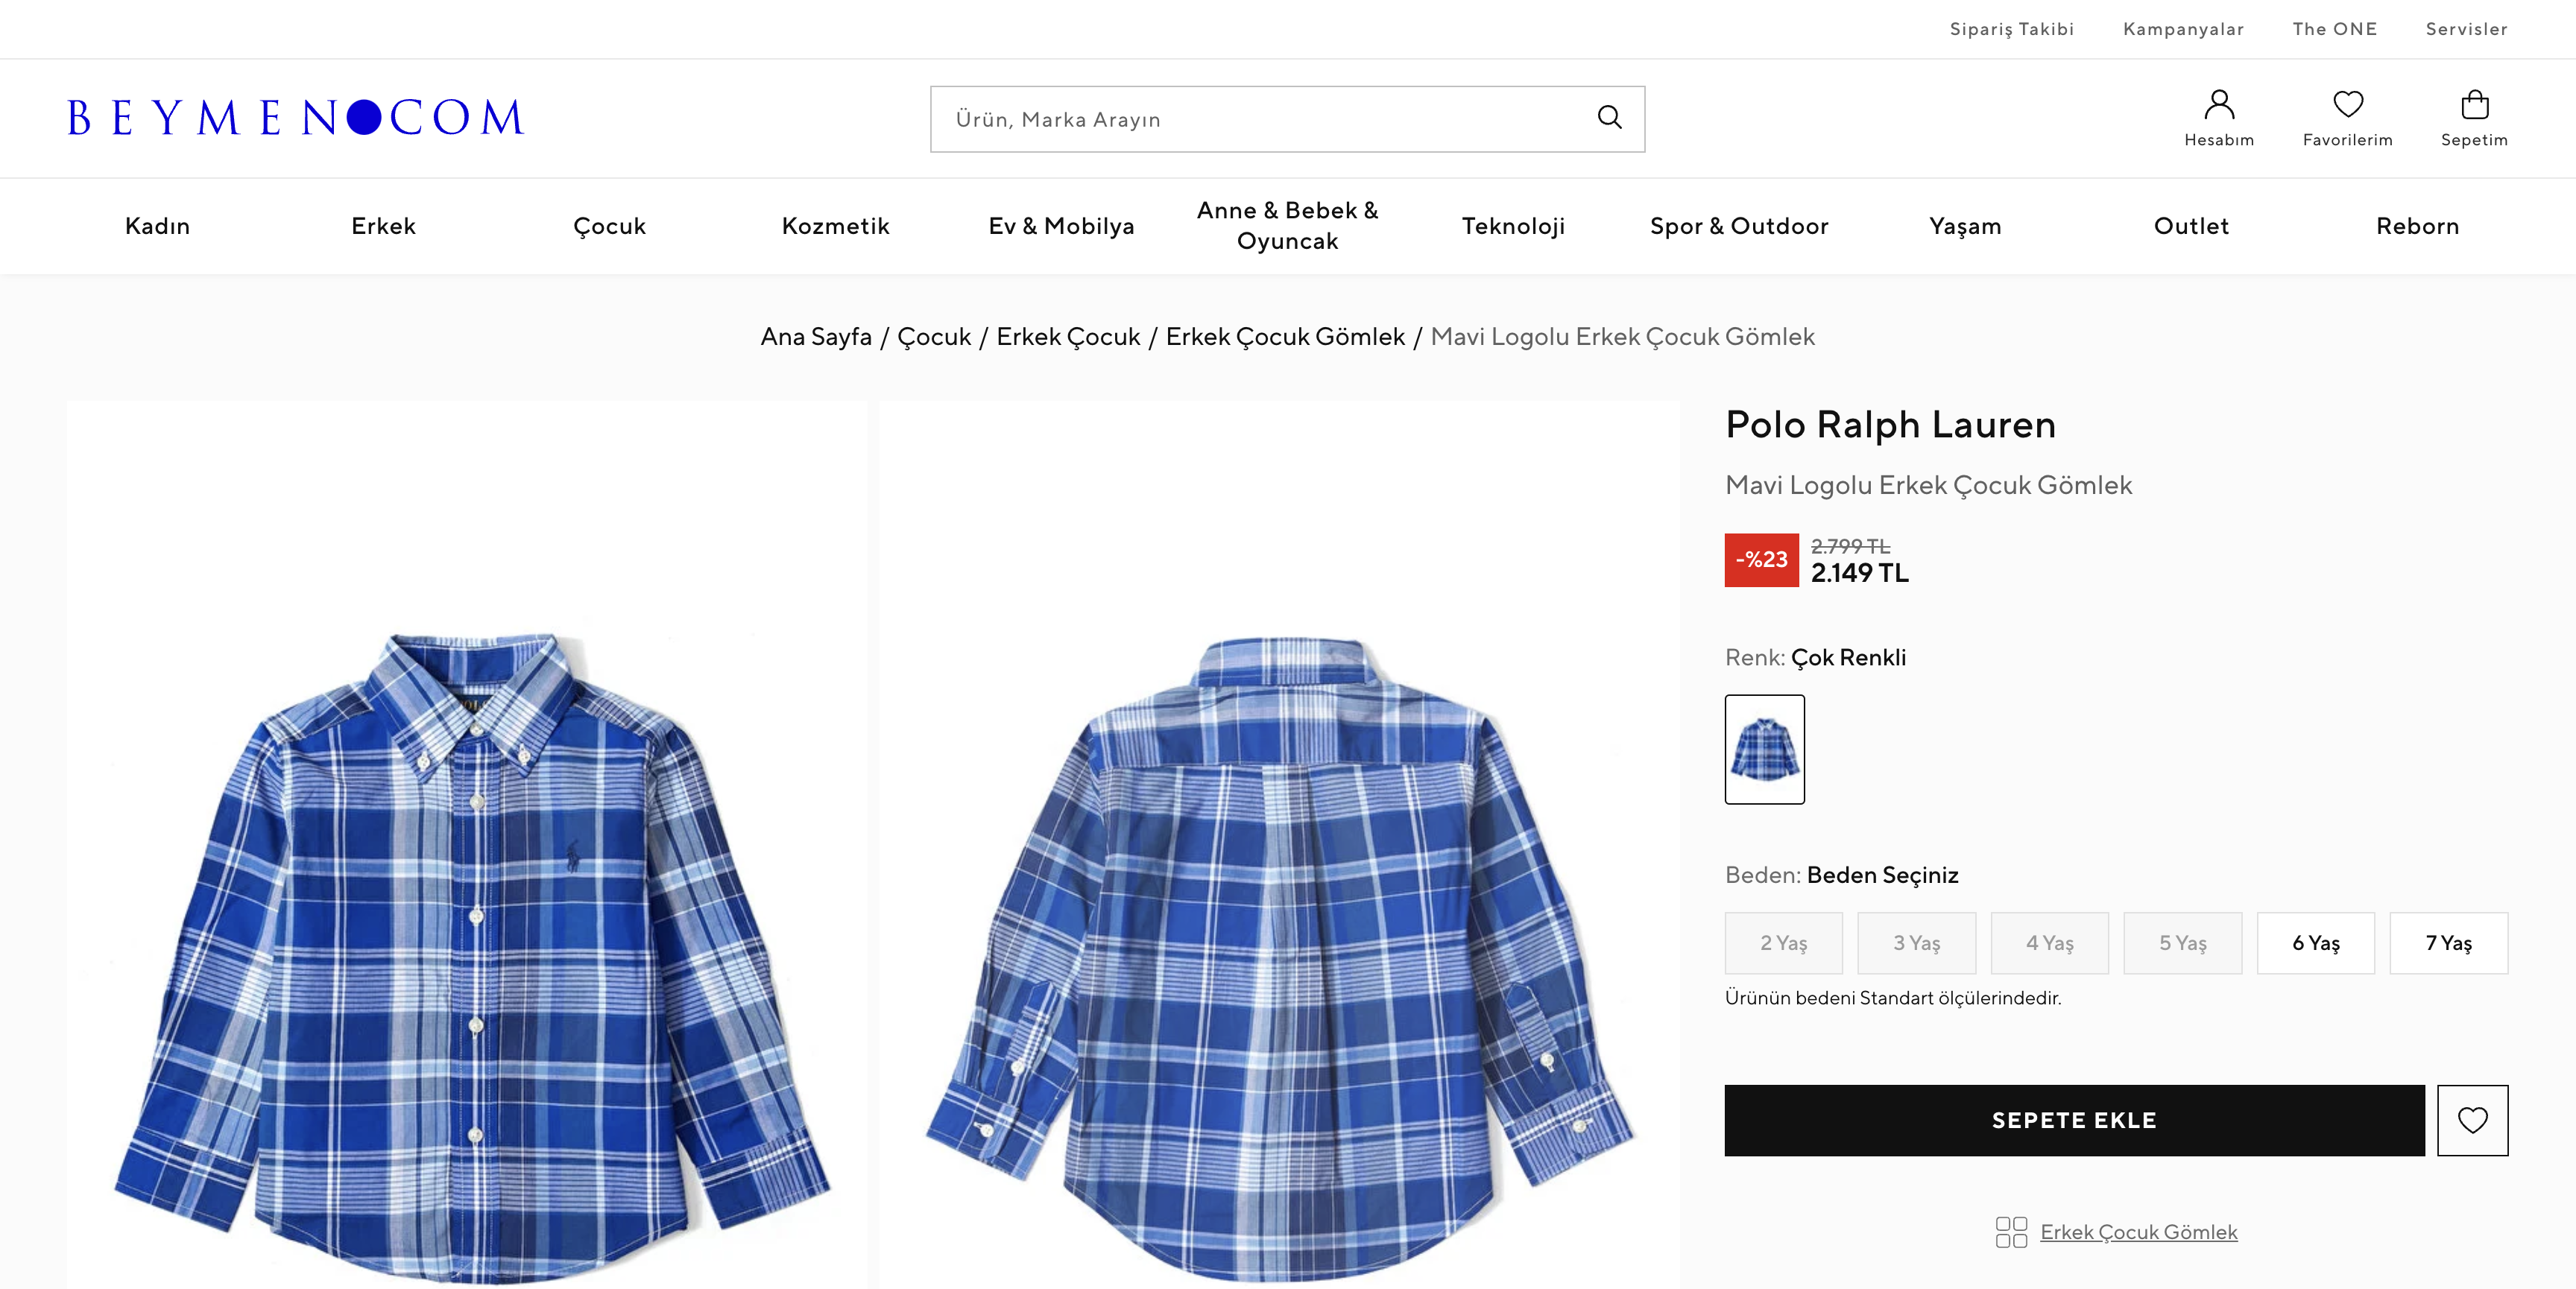 Sipariş Takibi Kampanyalar The ONE Servisler
BEYMEN COM
Ürün, Marka Arayın
Hesabım Favorilerim Sepetim
Kadın Erkek Çocuk Kozmetik Ev & Mobilya Anne & Bebek & Oyuncak Teknoloji Spor & Outdoor Yaşam Outlet Reborn
Ana Sayfa / Çocuk / Erkek Çocuk / Erkek Çocuk Gömlek / Mavi Logolu Erkek Çocuk Gömlek
Polo Ralph Lauren
Mavi Logolu Erkek Çocuk Gömlek
-%23
2.799 TL
2.149 TL
Renk: Çok Renkli
Beden: Beden Seçiniz
2 Yaş 3 Yaş 4 Yaş 5 Yaş 6 Yaş 7 Yaş
Ürünün bedeni Standart ölçülerindedir.
SEPETE EKLE
Erkek Çocuk Gömlek